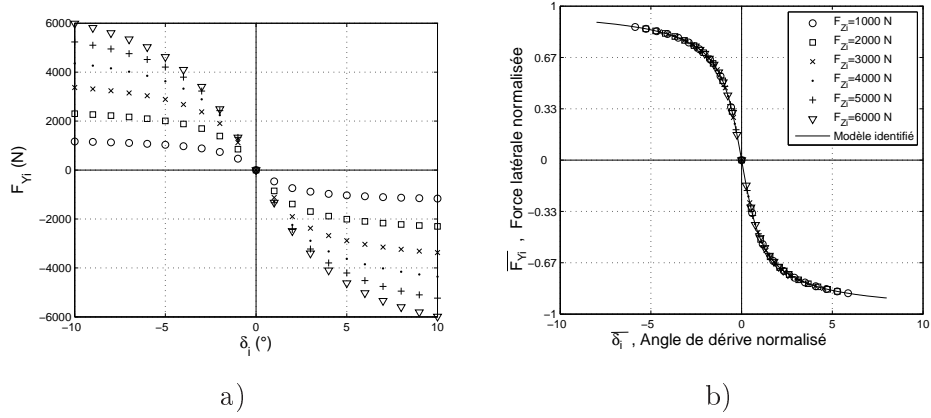 6000
4000
2000
0
-2000
-4000
-6000
F_Yi (N)
-10
-5
0
5
10
δ_i (°)
a)
1
0.67
0.33
0
-0.33
-0.67
-1
F_Yi , Force latérale normalisée
-10
-5
0
5
10
δ_i , Angle de dérive normalisé
F_Zi=1000 N
F_Zi=2000 N
F_Zi=3000 N
F_Zi=4000 N
F_Zi=5000 N
F_Zi=6000 N
Modèle identifié
b)